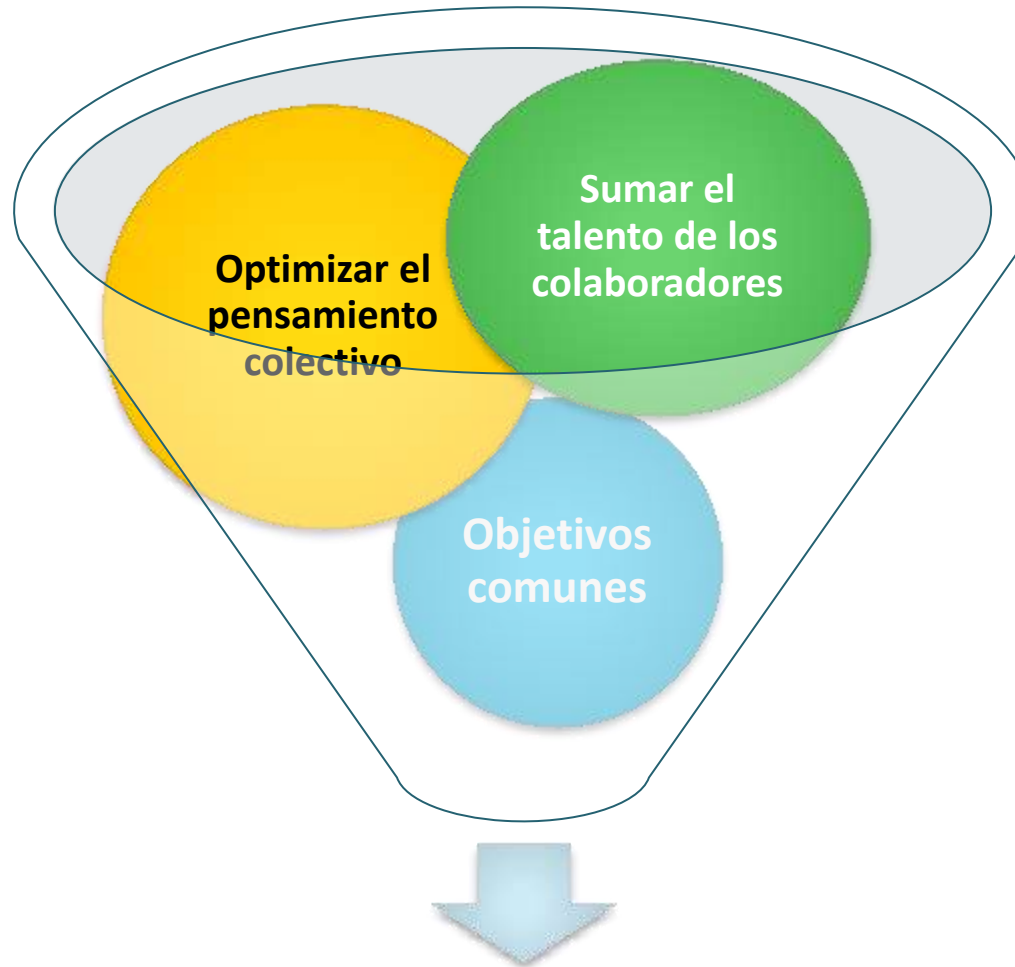 Optimizar el
pensamiento
colectivo
Sumar el
talento de los
colaboradores
Objetivos
comunes